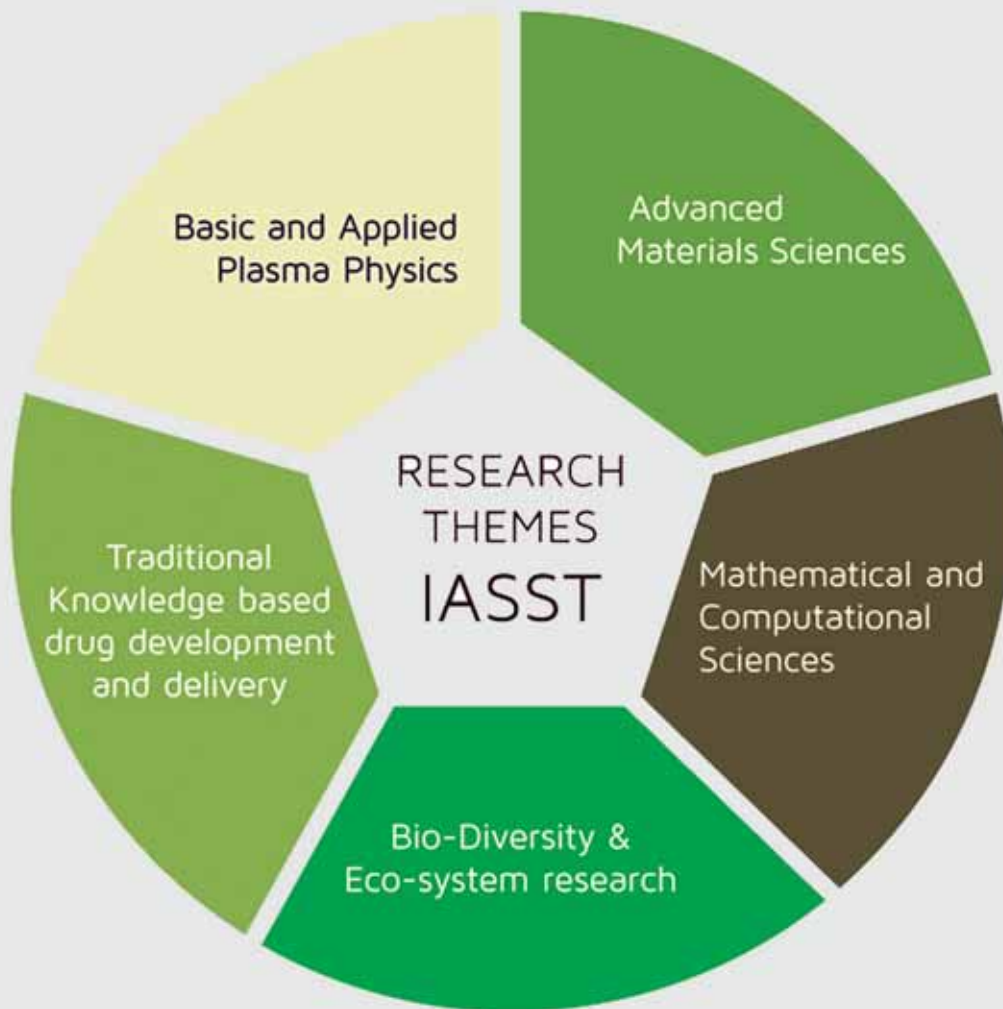 Basic and Applied
Plasma Physics
Advanced
Materials Sciences
RESEARCH
THEMES
IASST
Mathematical and
Computational
Sciences
Traditional
Knowledge based
drug development
and delivery
Bio-Diversity &
Eco-system research